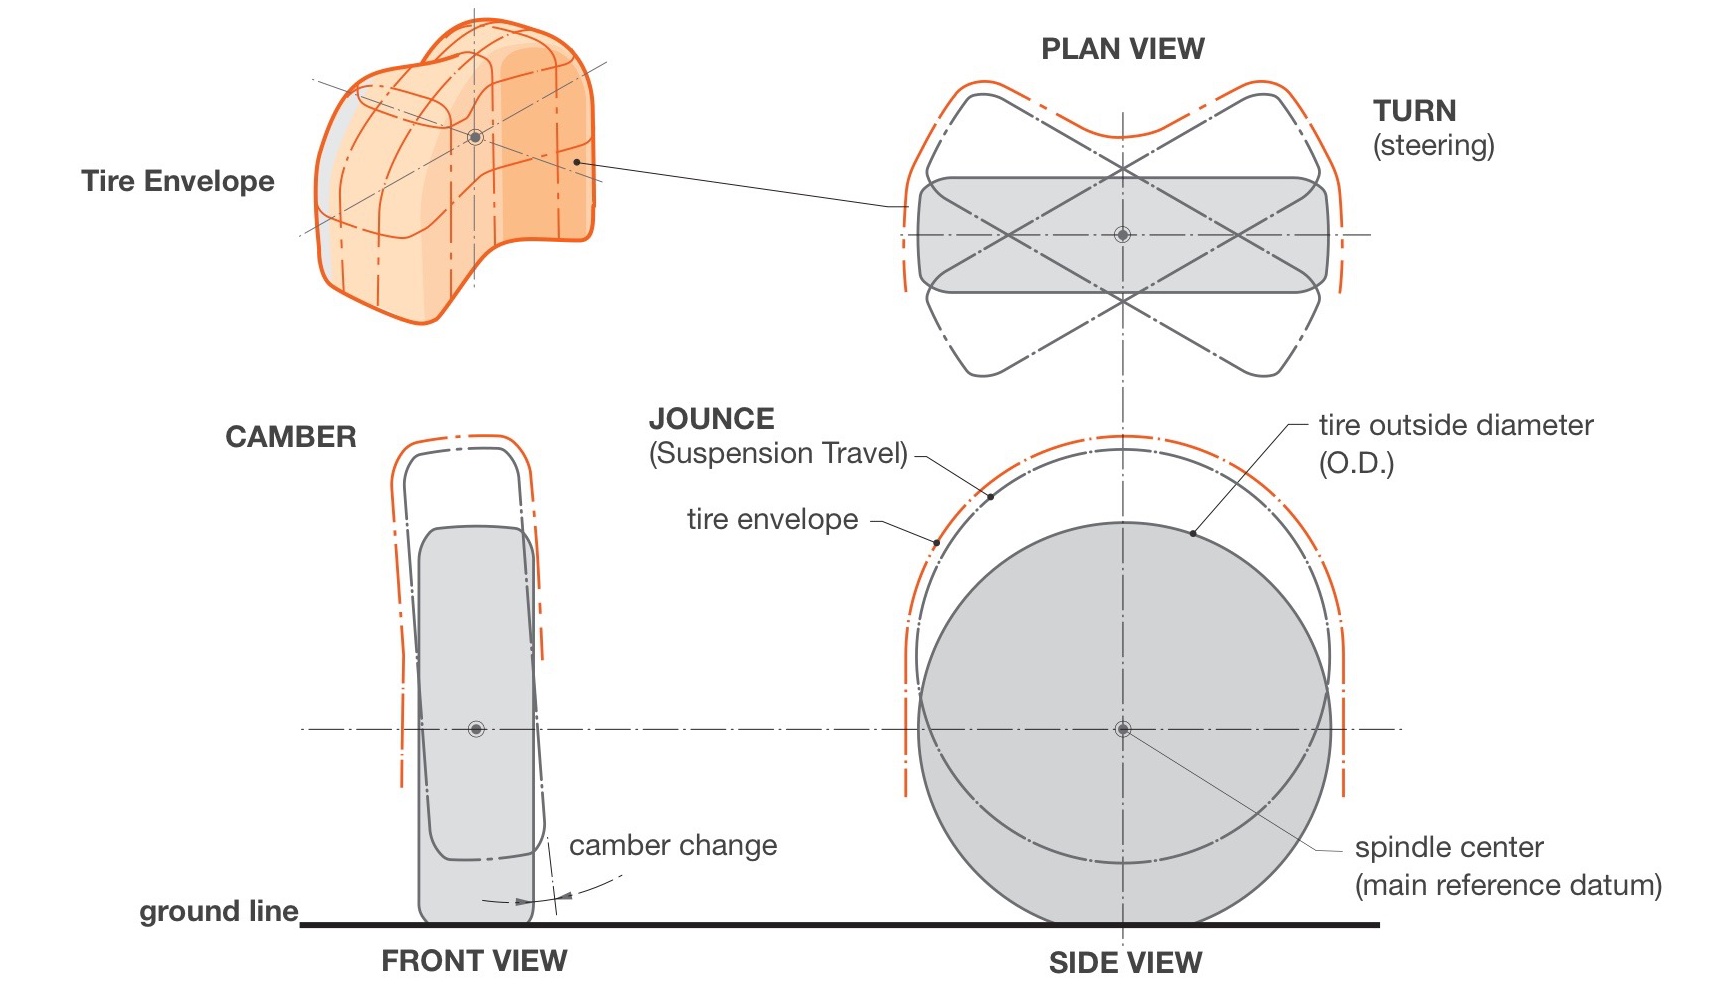 PLAN VIEW
TURN
(steering)
Tire Envelope
CAMBER
JOUNCE
(Suspension Travel)
tire envelope
tire outside diameter
(O.D.)
camber change
spindle center
(main reference datum)
ground line
FRONT VIEW
SIDE VIEW